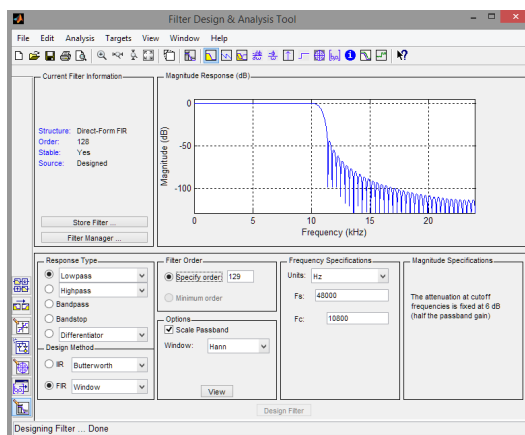 Filter Design & Analysis Tool
File Edit Analysis Targets View Window Help
Current Filter Information
Structure: Direct-Form FIR
Order: 128
Stable: Yes
Source: Designed
Store Filter ...
Filter Manager ...
Magnitude Response (dB)
Magnitude (dB)
0
-50
-100
0 5 10 15 20
Frequency (kHz)
Response Type
Lowpass
Highpass
Bandpass
Bandstop
Differentiator
Design Method
IIR Butterworth
FIR Window
Filter Order
Specify order: 129
Minimum order
Options
Scale Passband
Window: Hann
View
Frequency Specifications
Units: Hz
Fs: 48000
Fc: 10800
Magnitude Specifications
The attenuation at cutoff
frequencies is fixed at 6 dB
(half the passband gain)
Design Filter
Designing Filter ... Done